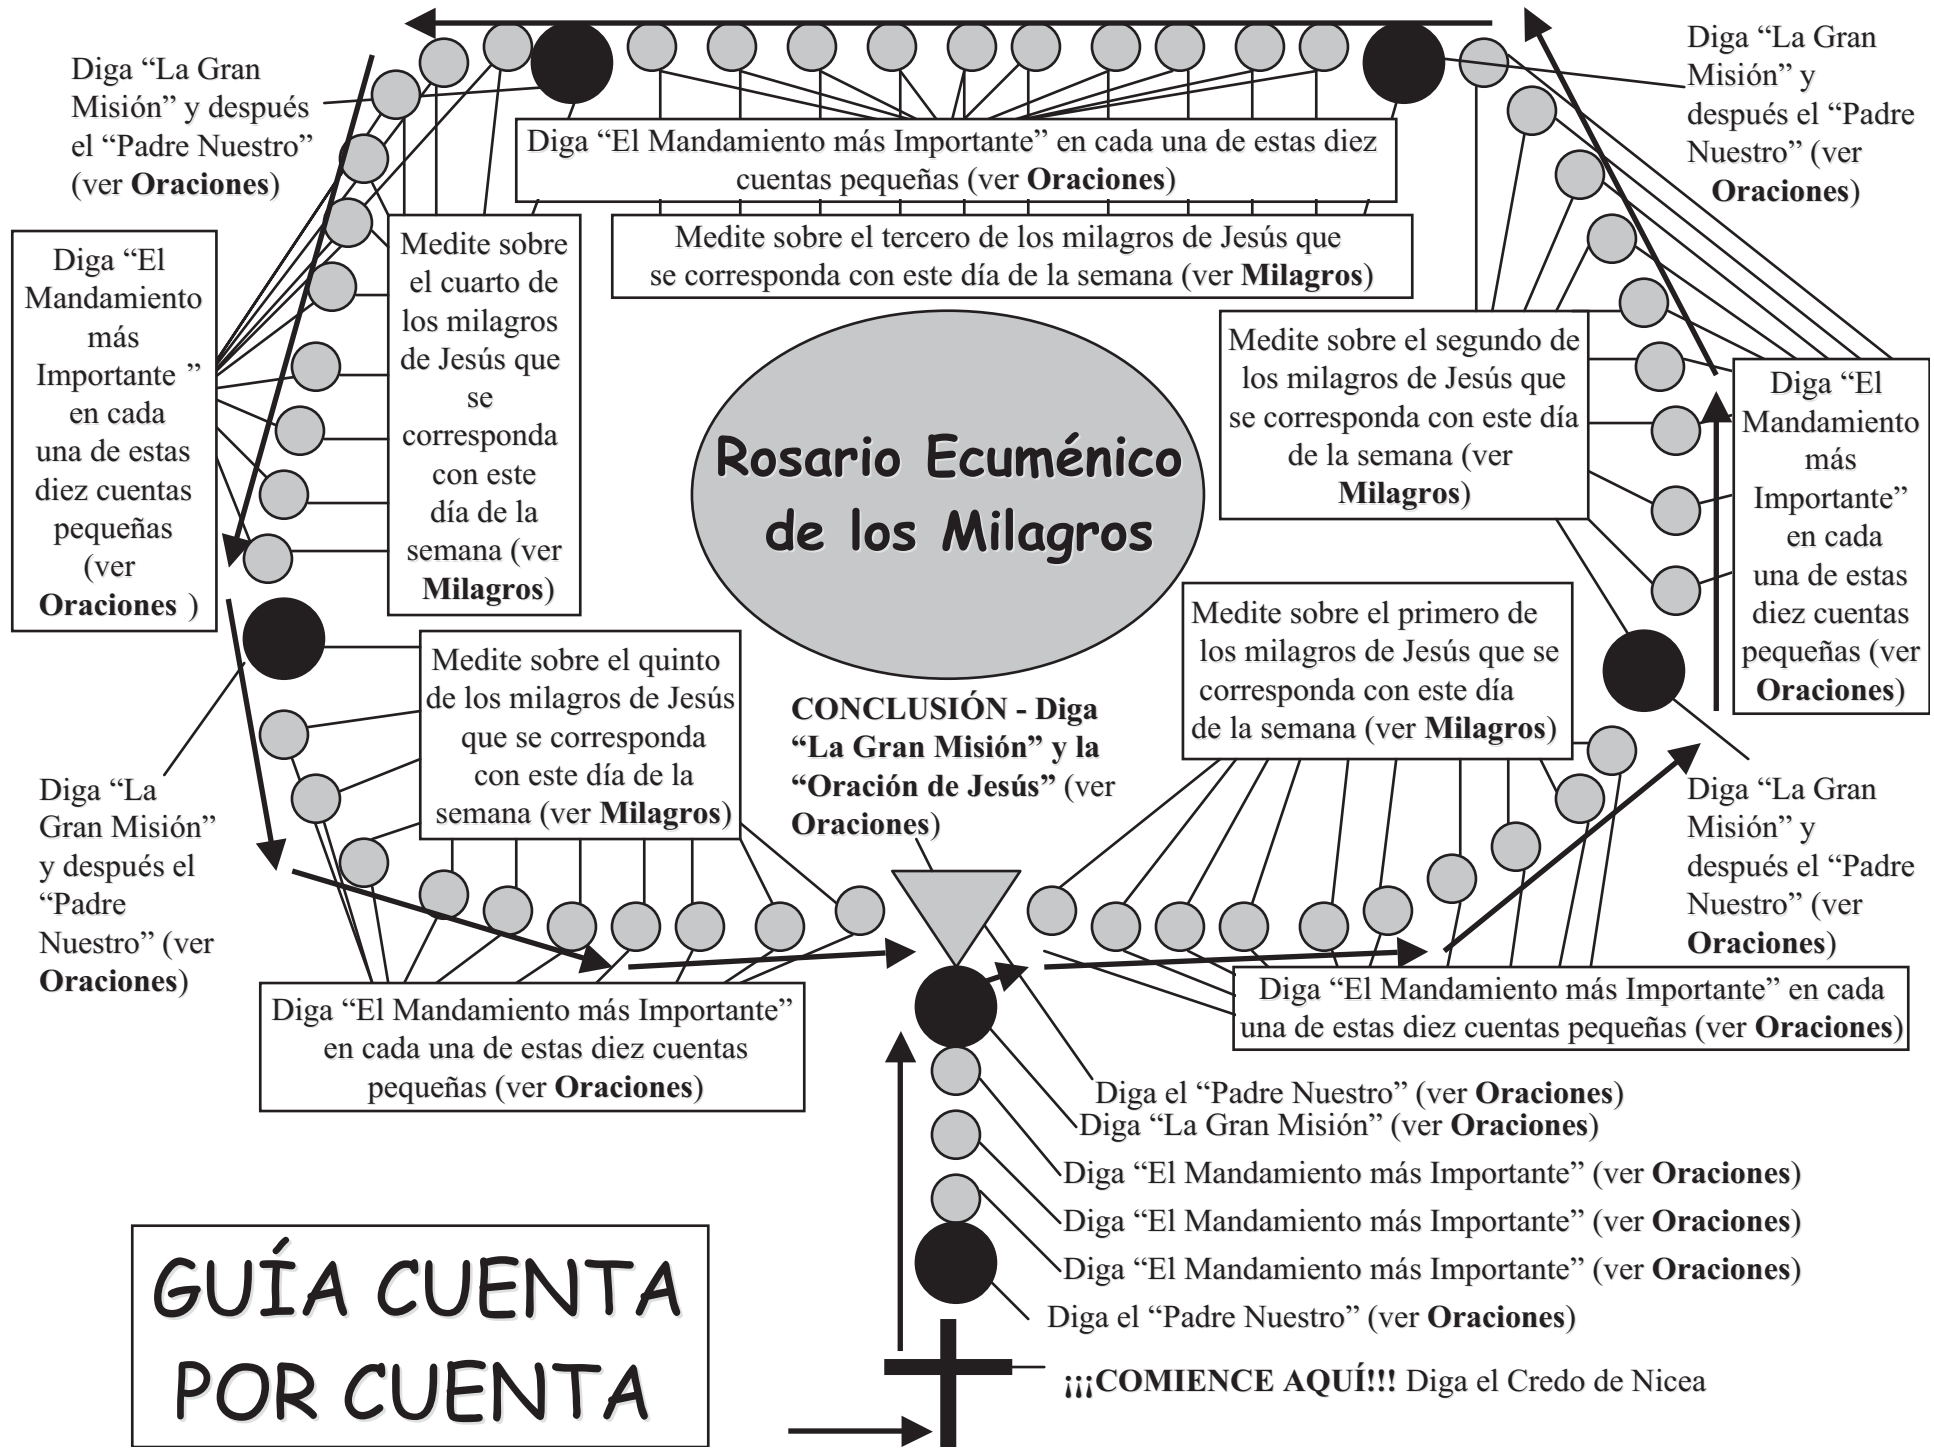 Diga “La Gran
Misión” y después
el “Padre Nuestro”
(ver Oraciones)
Diga “El Mandamiento más Importante” en cada una de estas diez
cuentas pequeñas (ver Oraciones)
Medite sobre el tercero de los milagros de Jesús que
se corresponda con este día de la semana (ver Milagros)
Diga “La Gran
Misión” y
después el “Padre
Nuestro” (ver
Oraciones)
Diga “El
Mandamiento
más
Importante ”
en cada
una de estas
diez cuentas
pequeñas
(ver
Oraciones )
Medite sobre
el cuarto de
los milagros
de Jesús que
se
corresponda
con este
día de la
semana (ver
Milagros)
Rosario Ecuménico
de los Milagros
Medite sobre el segundo de
los milagros de Jesús que
se corresponda con este día
de la semana (ver
Milagros)
Diga “El
Mandamiento
más
Importante”
en cada
una de estas
diez cuentas
pequeñas (ver
Oraciones)
Medite sobre el quinto
de los milagros de Jesús
que se corresponda
con este día de la
semana (ver Milagros)
CONCLUSIÓN - Diga
“La Gran Misión” y la
“Oración de Jesús” (ver
Oraciones)
Medite sobre el primero de
los milagros de Jesús que se
corresponda con este día
de la semana (ver Milagros)
Diga “La
Gran Misión”
y después el
“Padre
Nuestro” (ver
Oraciones)
Diga “La Gran
Misión” y
después el “Padre
Nuestro” (ver
Oraciones)
Diga “El Mandamiento más Importante”
en cada una de estas diez cuentas
pequeñas (ver Oraciones)
Diga “El Mandamiento más Importante” en cada
una de estas diez cuentas pequeñas (ver Oraciones)
Diga el “Padre Nuestro” (ver Oraciones)
Diga “La Gran Misión” (ver Oraciones)
Diga “El Mandamiento más Importante” (ver Oraciones)
Diga “El Mandamiento más Importante” (ver Oraciones)
Diga “El Mandamiento más Importante” (ver Oraciones)
Diga el “Padre Nuestro” (ver Oraciones)
¡¡¡COMIENCE AQUÍ!!! Diga el Credo de Nicea
GUÍA CUENTA
POR CUENTA